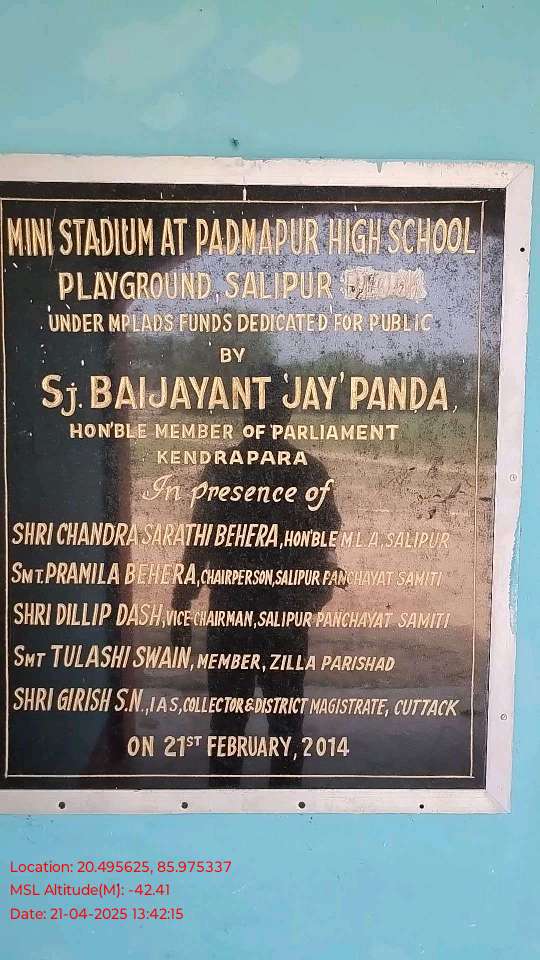 MINI STADIUM AT PADMAPUR HIGH SCHOOL
PLAYGROUND, SALIPUR
UNDER MPLADS FUNDS DEDICATED FOR PUBLIC
BY
Sj. BAIJAYANT 'JAY' PANDA,
HON'BLE MEMBER OF PARLIAMENT
KENDRAPARA
In presence of
SHRI CHANDRA SARATHI BEHERA, HON'BLE M.L.A, SALIPUR
SMT. PRAMILA BEHERA, CHAIRPERSON, SALIPUR PANCHAYAT SAMITI
SHRI DILLIP DASH, VICE CHAIRMAN, SALIPUR PANCHAYAT SAMITI
SMT TULASHI SWAIN, MEMBER, ZILLA PARISHAD
SHRI GIRISH S.N., IAS, COLLECTOR & DISTRICT MAGISTRATE, CUTTACK
ON 21ST FEBRUARY, 2014
Location: 20.495625, 85.975337
MSL Altitude(M): -42.41
Date: 21-04-2025 13:42:15